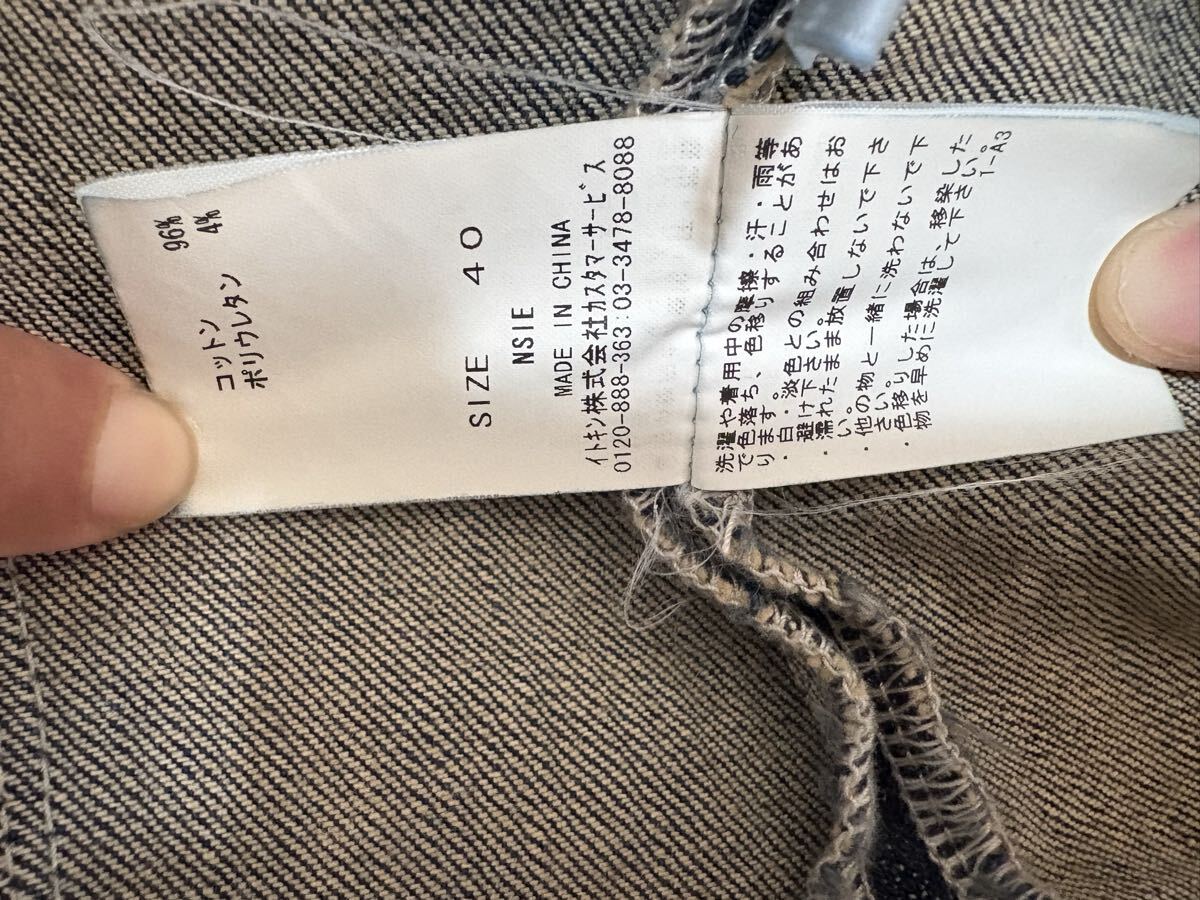 コットン 96%
ポリウレタン 4%
SIZE 40
NSIE
MADE IN CHINA
イトキン株式会社カスタマーサービス
0120-888-363:03-3478-8088
洗濯や着用中の摩擦・汗・雨等
で色落ち、色移りすることがあ
ります。
・白・淡色との組み合わせはお
避け下さい。
・濡れたまま放置しないで下さ
い。
・他の物と一緒に洗わないで下
さい。
・色移りした場合は、移染した
物を早めに洗濯して下さい。
T-A3